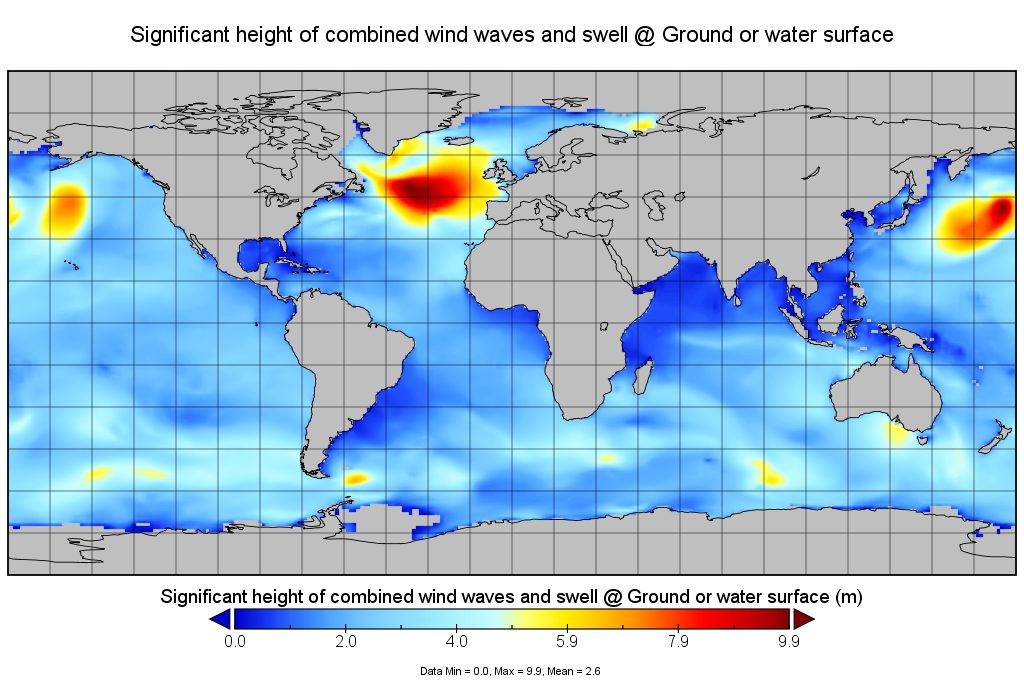 Significant height of combined wind waves and swell @ Ground or water surface
Significant height of combined wind waves and swell @ Ground or water surface (m)
0.0 2.0 4.0 5.9 7.9 9.9
Data Min = 0.0, Max = 9.9, Mean = 2.6